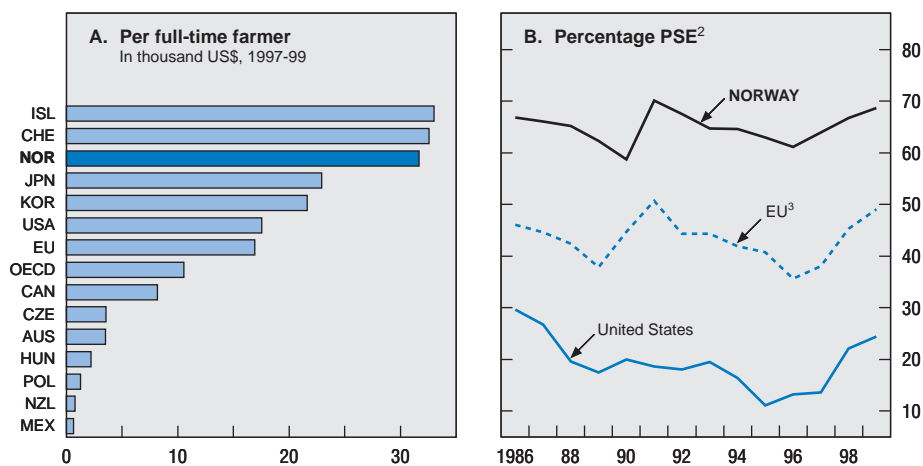 A. Per full-time farmer
In thousand US$, 1997-99
ISL
CHE
NOR
JPN
KOR
USA
EU
OECD
CAN
CZE
AUS
HUN
POL
NZL
MEX
0 10 20 30
B. Percentage PSE2
80
70
60
50
40
30
20
10
NORWAY
EU3
United States
1986 88 90 92 94 96 98